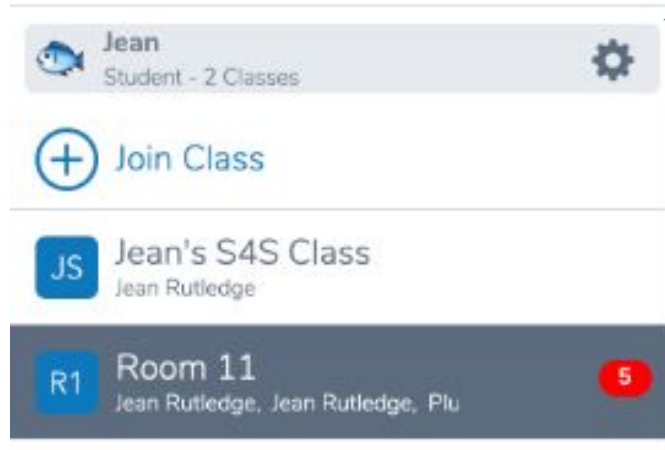 Jean
Student - 2 Classes
Join Class
JS
Jean's S4S Class
Jean Rutledge
R1
Room 11
Jean Rutledge, Jean Rutledge, Plu
5